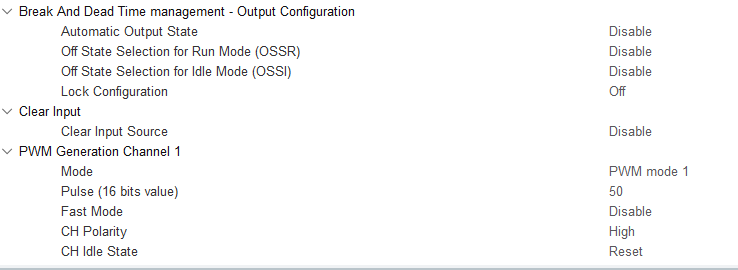 Break And Dead Time management - Output Configuration
Automatic Output State Disable
Off State Selection for Run Mode (OSSR) Disable
Off State Selection for Idle Mode (OSSI) Disable
Lock Configuration Off
Clear Input
Clear Input Source Disable
PWM Generation Channel 1
Mode PWM mode 1
Pulse (16 bits value) 50
Fast Mode Disable
CH Polarity High
CH Idle State Reset